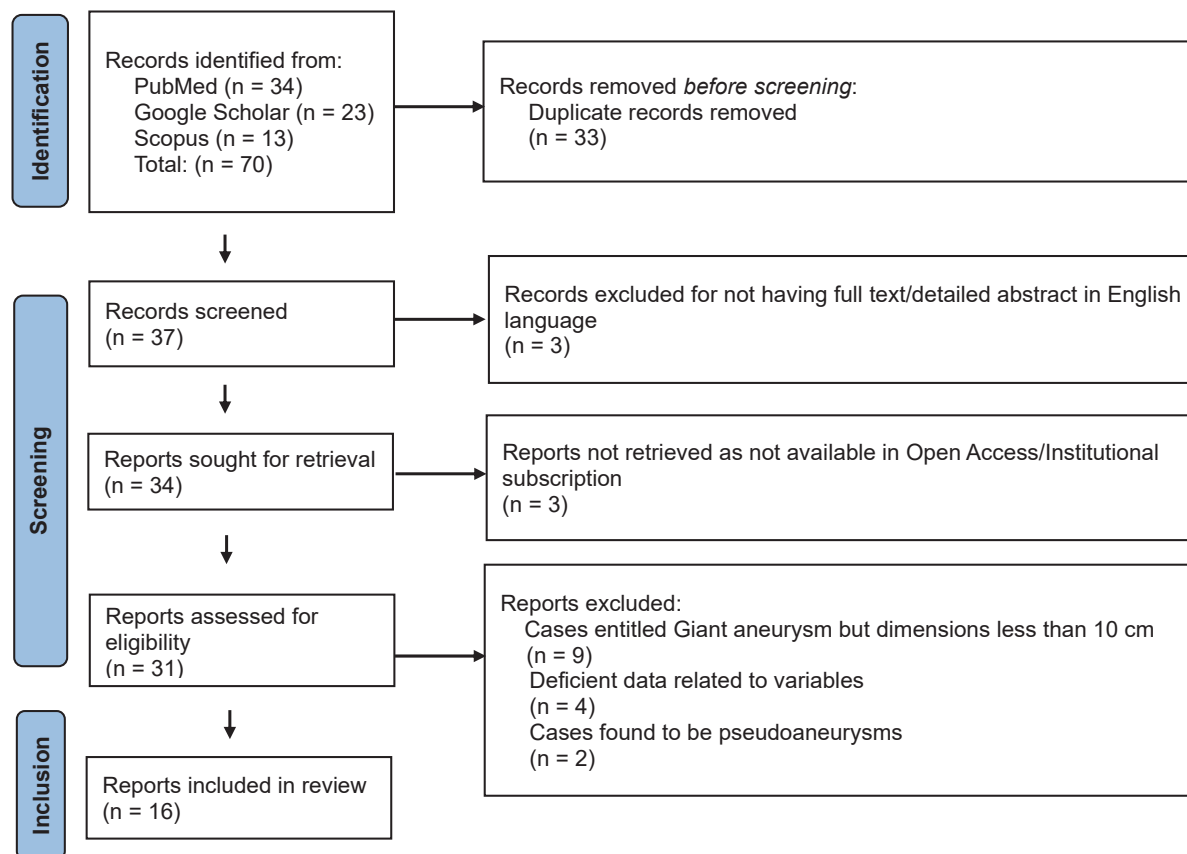 Identification
Records identified from:
PubMed (n = 34)
Google Scholar (n = 23)
Scopus (n = 13)
Total: (n = 70)
Records removed before screening:
Duplicate records removed
(n = 33)
Screening
Records screened
(n = 37)
Records excluded for not having full text/detailed abstract in English
language
(n = 3)
Reports sought for retrieval
(n = 34)
Reports not retrieved as not available in Open Access/Institutional
subscription
(n = 3)
Reports assessed for
eligibility
(n = 31)
Reports excluded:
Cases entitled Giant aneurysm but dimensions less than 10 cm
(n = 9)
Deficient data related to variables
(n = 4)
Cases found to be pseudoaneurysms
(n = 2)
Inclusion
Reports included in review
(n = 16)